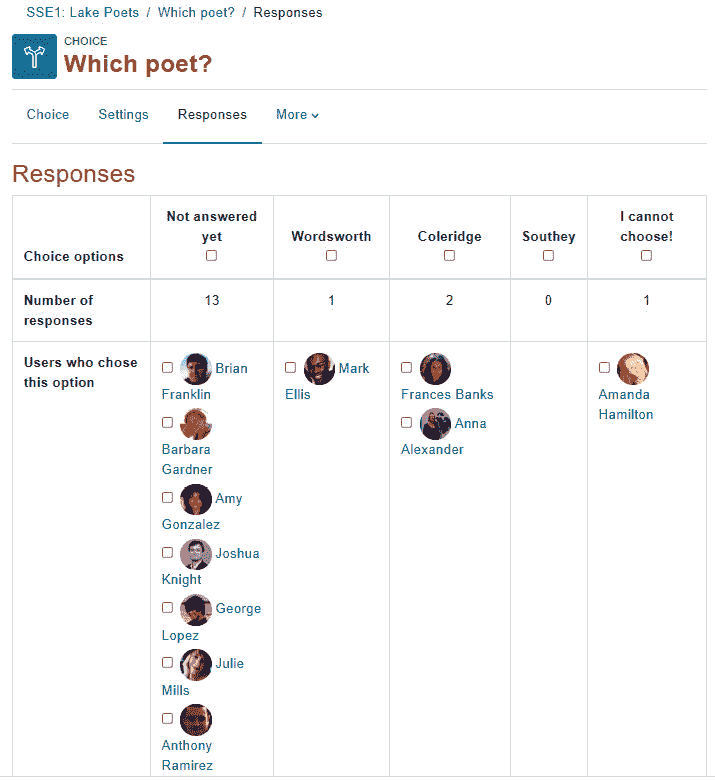 SSE1: Lake Poets / Which poet? / Responses
CHOICE
Which poet?
Choice Settings Responses More
Responses
Choice options
Not answered
yet
Wordsworth
Coleridge
Southey
I cannot
choose!
Number of
responses
13
1
2
0
1
Users who chose
this option
Brian
Franklin
Barbara
Gardner
Amy
Gonzalez
Joshua
Knight
George
Lopez
Julie
Mills
Anthony
Ramirez
Mark
Ellis
Frances Banks
Anna
Alexander
Amanda
Hamilton